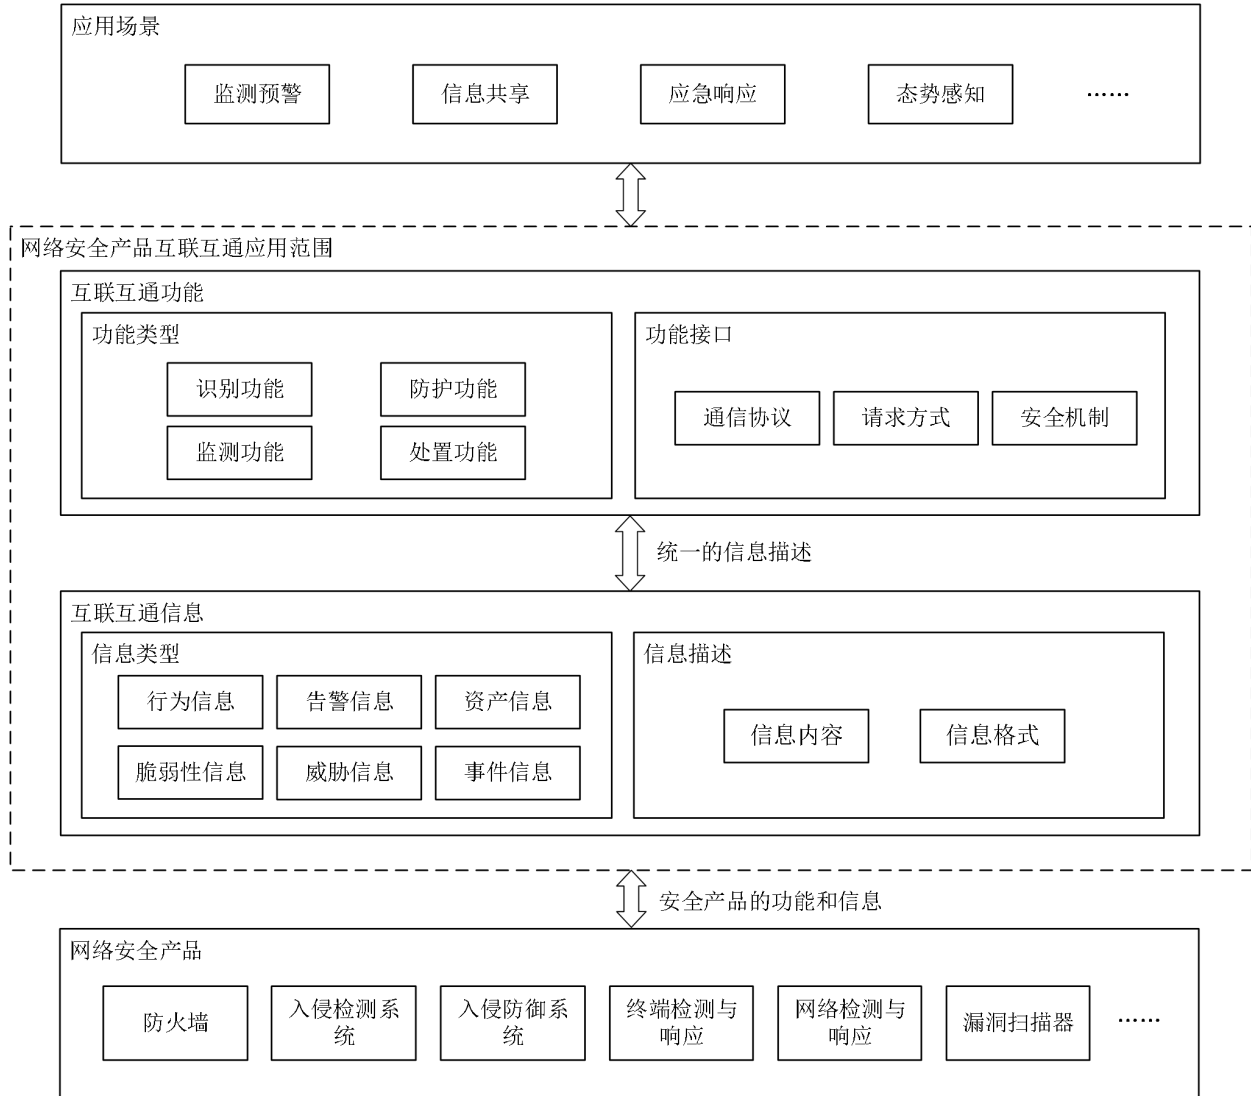 应用场景
监测预警
信息共享
应急响应
态势感知
……
网络安全产品互联互通应用范围
互联互通功能
功能类型
识别功能
防护功能
监测功能
处置功能
功能接口
通信协议
请求方式
安全机制
统一的信息描述
互联互通信息
信息类型
行为信息
告警信息
资产信息
脆弱性信息
威胁信息
事件信息
信息描述
信息内容
信息格式
安全产品的功能和信息
网络安全产品
防火墙
入侵检测系
统
入侵防御系
统
终端检测与
响应
网络检测与
响应
漏洞扫描器
……